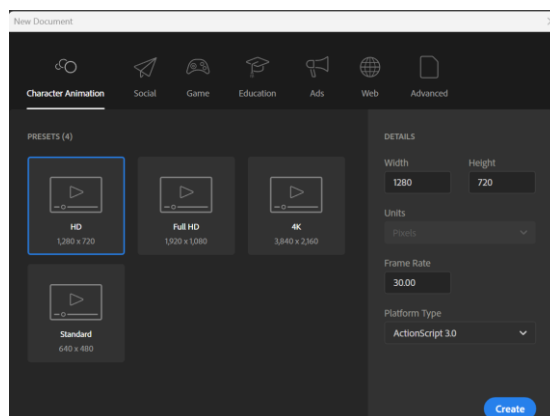 New Document
Character Animation Social Game Education Ads Web Advanced
PRESETS (4)
HD
1,280 x 720
Full HD
1,920 x 1,080
4K
3,840 x 2,160
Standard
640 x 480
DETAILS
Width Height
1280 720
Units
Pixels
Frame Rate
30.00
Platform Type
ActionScript 3.0
Create